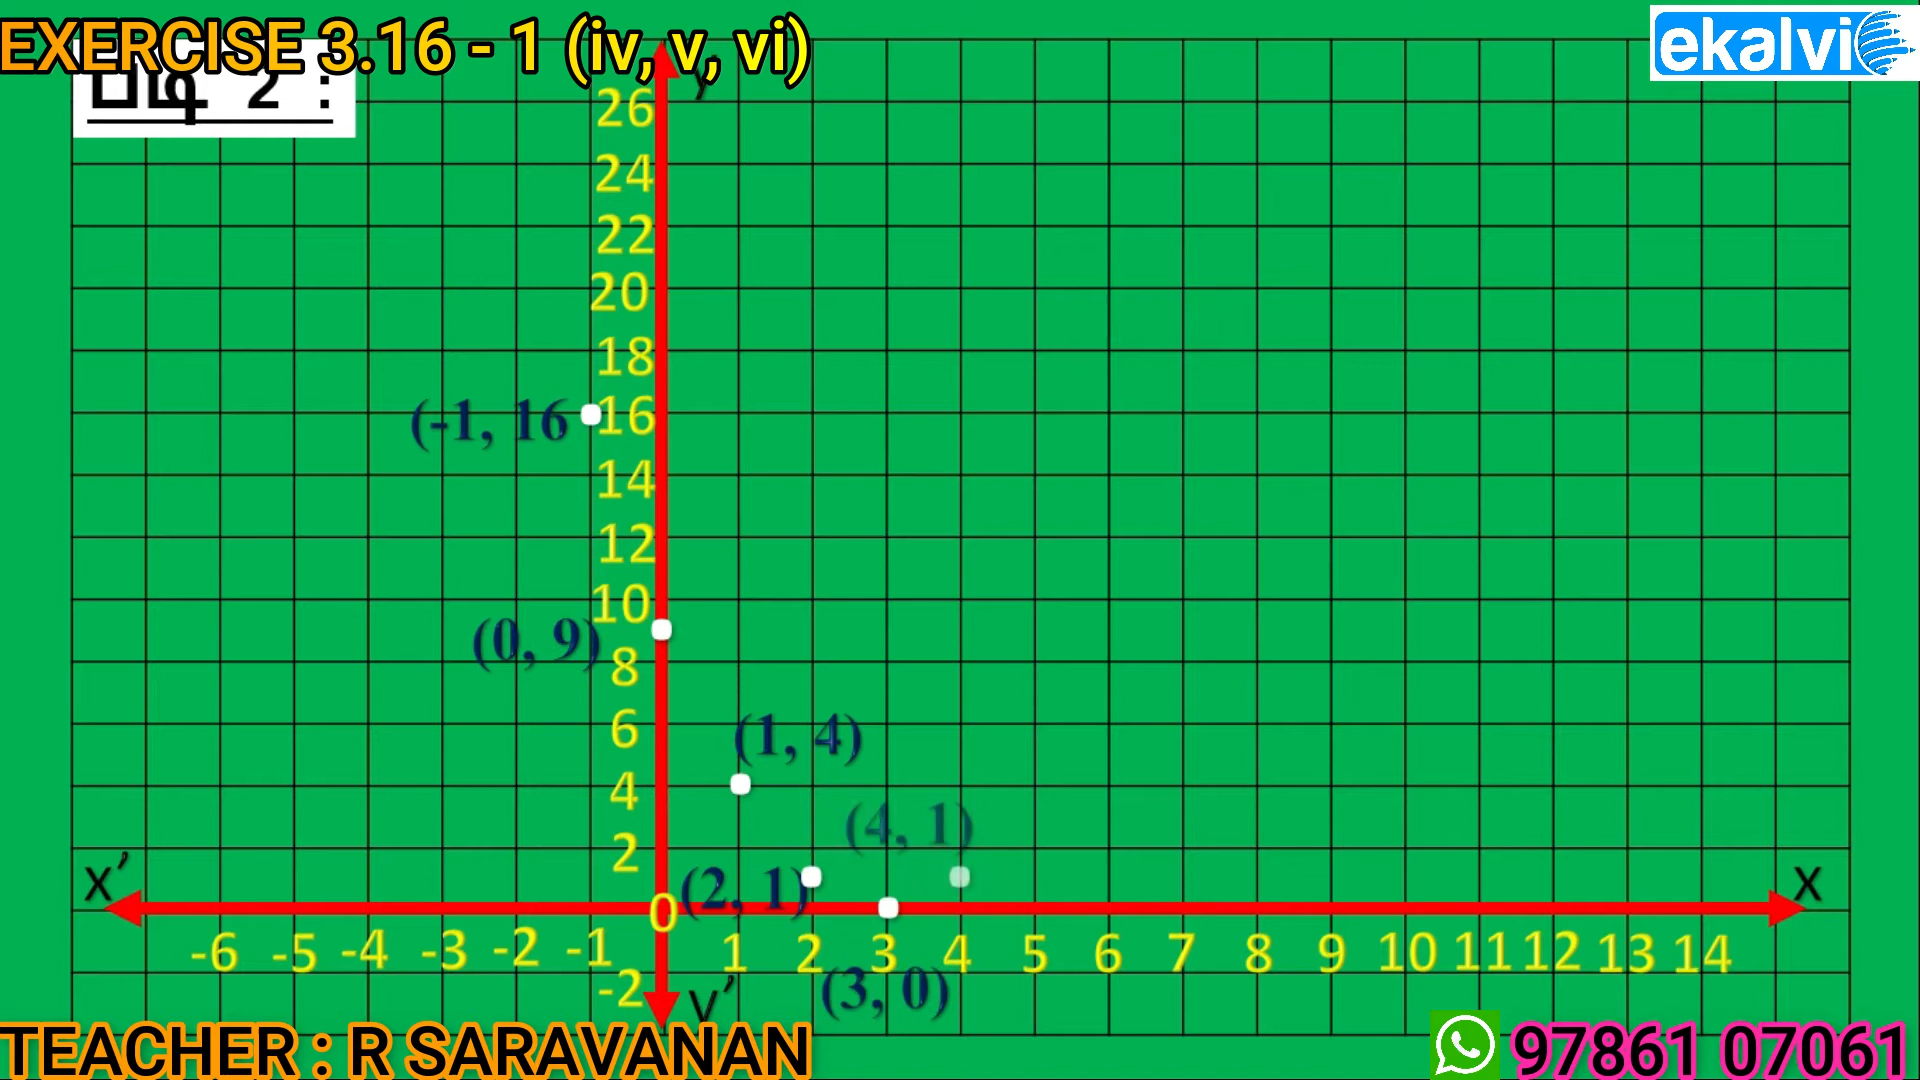 EXERCISE 3.16 - 1 (iv, v, vi)
ekalvi
படி 2 :
y
26
24
22
20
18
(-1, 16
16
14
12
10
(0, 9)
8
6
(1, 4)
4
(4, 1)
2
x′
x
(2, 1)
0
-6 -5 -4 -3 -2 -1 1 2 3 4 5 6 7 8 9 10 11 12 13 14
-2
y′
(3, 0)
TEACHER : R SARAVANAN
97861 07061